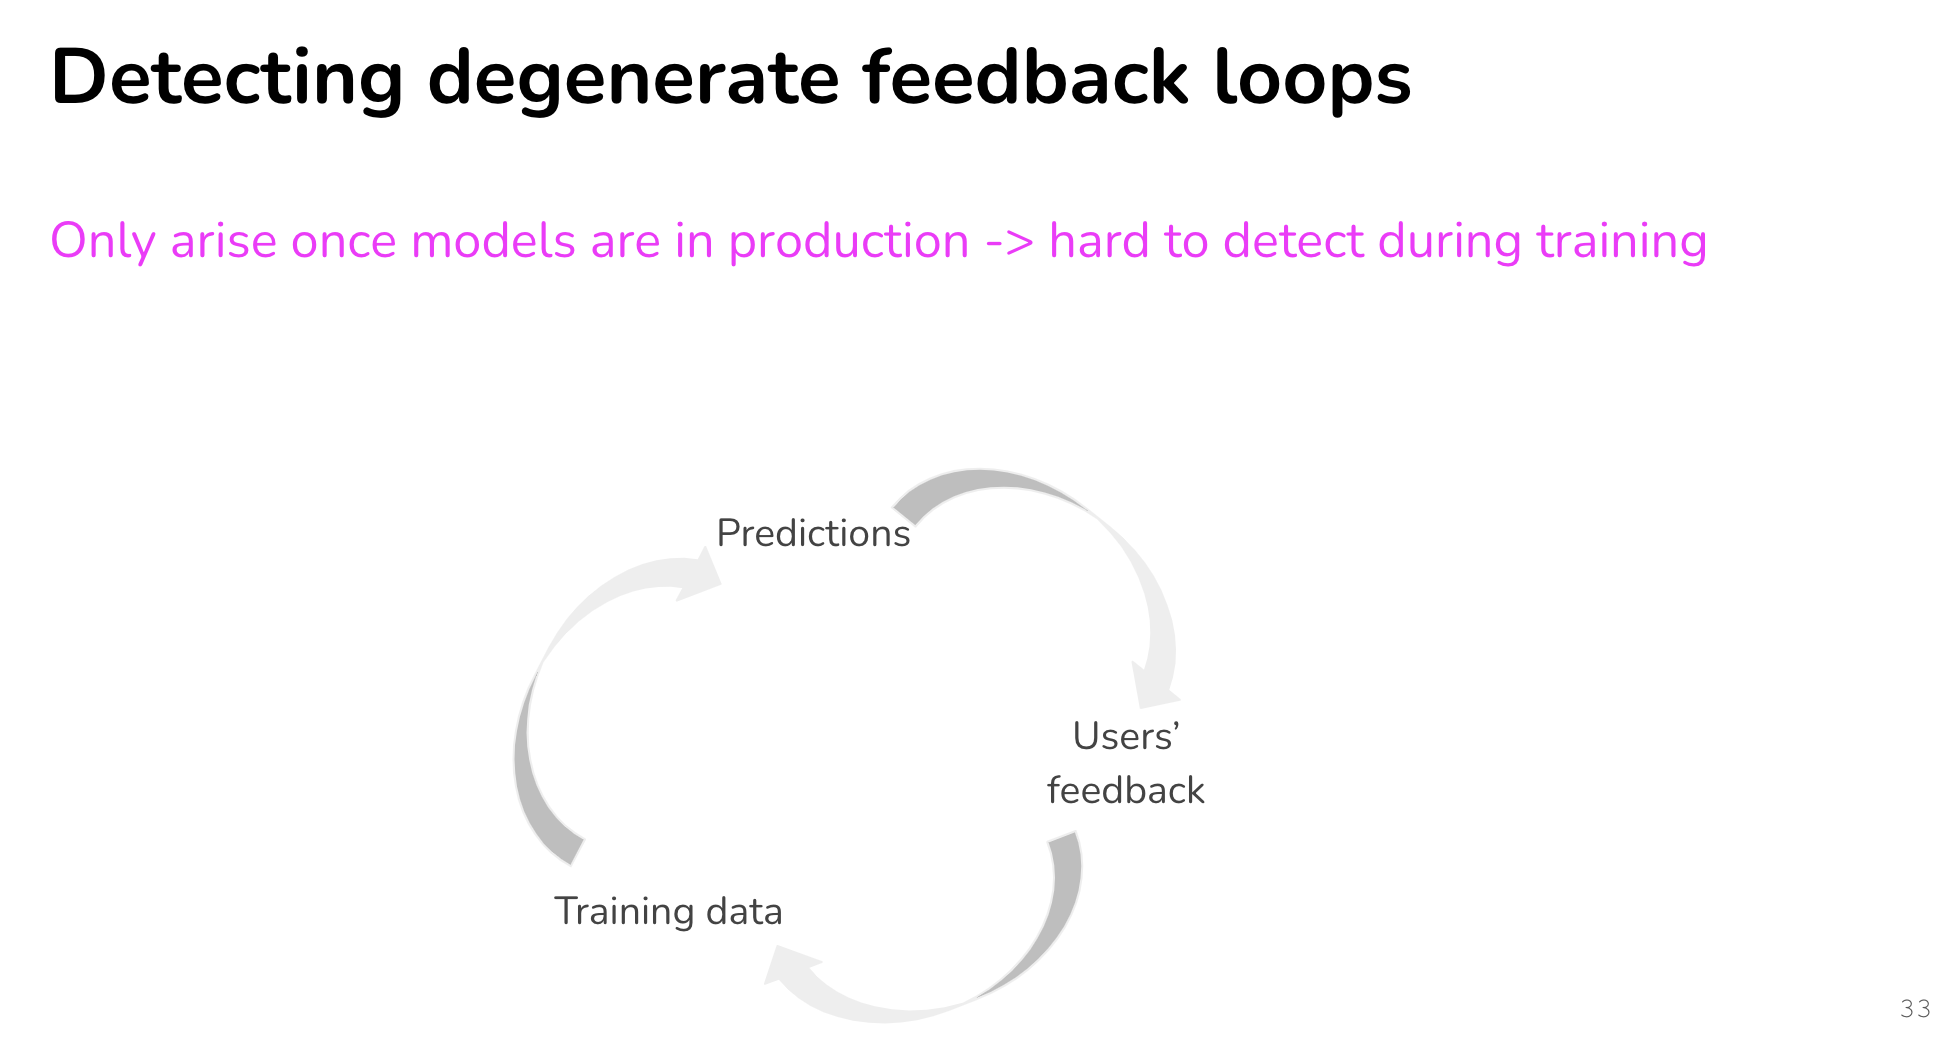 Detecting degenerate feedback loops
Only arise once models are in production -> hard to detect during training
Predictions
Users’
feedback
Training data
33